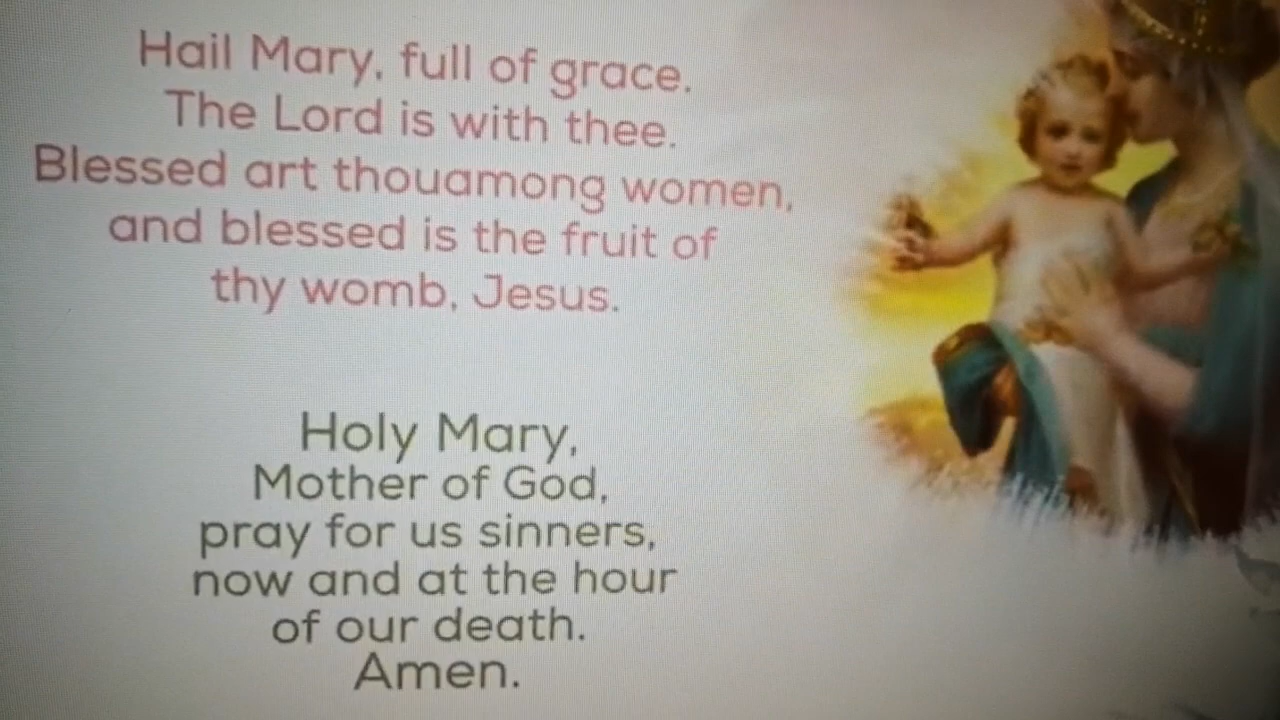 Hail Mary, full of grace.
The Lord is with thee.
Blessed art thouamong women,
and blessed is the fruit of
thy womb, Jesus.
Holy Mary,
Mother of God,
pray for us sinners,
now and at the hour
of our death.
Amen.